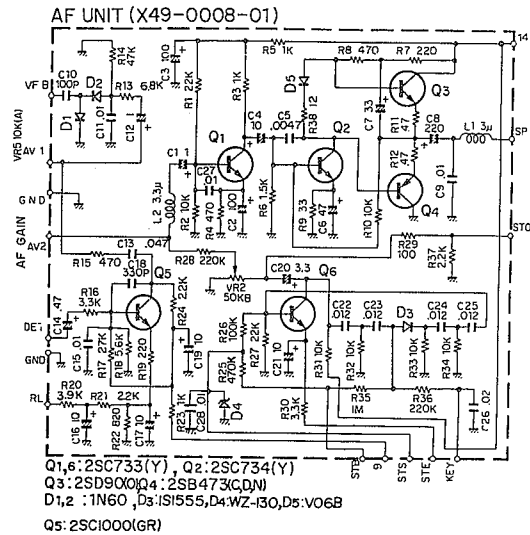 AF UNIT (X49-0008-01)
14
R5 1K
R8 470
R7 220
R14 47K
C3 100
R1 22K
R3 1K
D5
Q3
C10 100P
D2
R13 6.8K
VFB
R38 12
C7 33
R11 47
D1
C11 .01
C12 1
C4 10
C5 .0047
Q2
C8 220
L1 3μ
SP
VR5 10K(A)
AV 1
Q1
R12 47
C1 1
C27 .01
Q4
C9 .01
GND
L2 3.3μ
R2 10K
R4 470
C2 100
R6 1.5K
R9 33
C6 47
R10 10K
STO
AF GAIN
AV2
C13 .047
R29 100
R37 2.2K
R15 470
C18 330P
Q5
R28 220K
VR2 50KB
C20 3.3
Q6
R16 3.3K
R24 2.2K
C22 .012
C23 .012
D3
C24 .012
C25 .012
C14 .47
DET
R26 100K
R27 22K
GND
C15 .01
R17 27K
R18 5.6K
R19 220
C19 10
R25 470K
C21 10
R31 10K
R32 10K
R33 10K
R34 10K
RL
R20 3.9K
R21 22K
R35 1M
R36 220K
C16 10
R22 820
C17 10
R23 1K
C28 .01
D4
R30 3.3K
C26 .02
STB
9
STS
STE
KEY
Q1,6:2SC733(Y), Q2:2SC734(Y)
Q3:2SD90(O) Q4:2SB473(C,D,N)
D1,2 :1N60 ,D3:1S1555,D4:WZ-130,D5:V06B
Q5:2SC1000(GR)